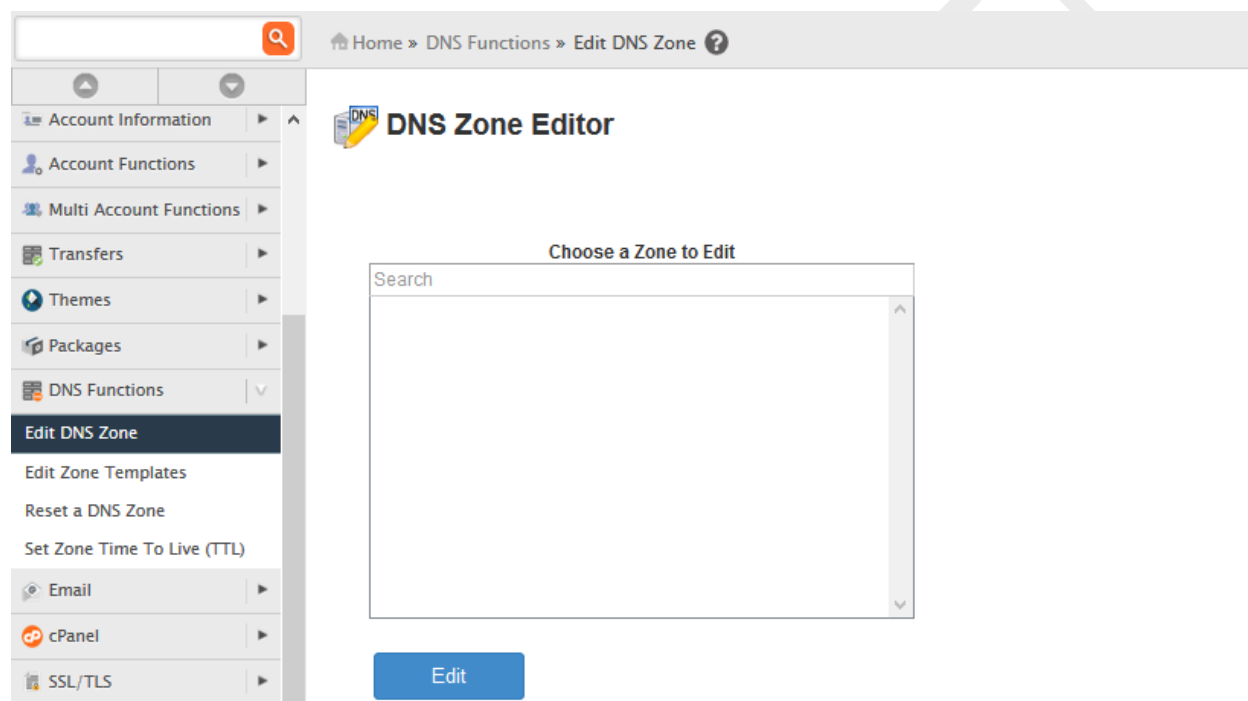 Home » DNS Functions » Edit DNS Zone ?
Account Information
Account Functions
Multi Account Functions
Transfers
Themes
Packages
DNS Functions
Edit DNS Zone
Edit Zone Templates
Reset a DNS Zone
Set Zone Time To Live (TTL)
Email
cP cPanel
SSL/TLS
DNS DNS Zone Editor
Choose a Zone to Edit
Search
Edit